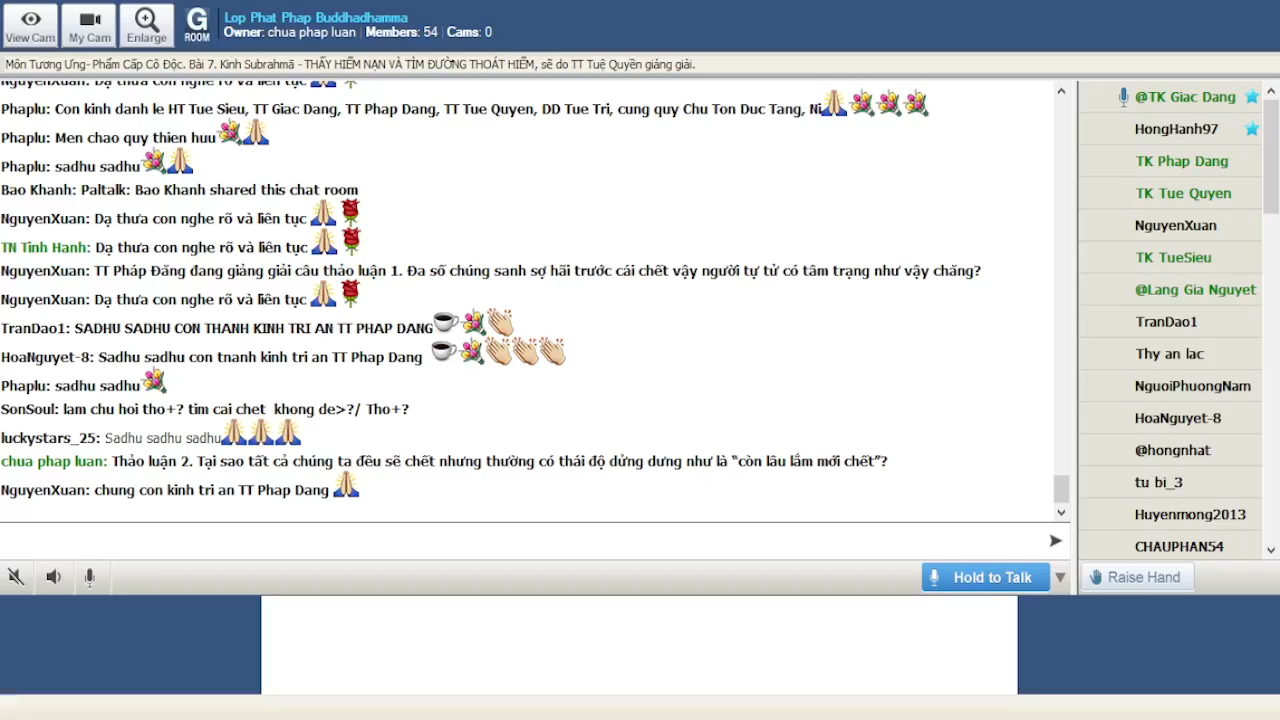 View Cam
My Cam
Enlarge
G
ROOM
Lop Phat Phap Buddhadhamma
Owner: chua phap luan | Members: 54 | Cams: 0
Môn Tương Ưng- Phẩm Cấp Cô Độc. Bài 7. Kinh Subrahmā - THẤY HIỂM NẠN VÀ TÌM ĐƯỜNG THOÁT HIỂM, sẽ do TT Tuệ Quyền giảng giải.
NguyenXuan: Dạ thưa con nghe rõ và liên tục
Phaplu: Con kinh danh le HT Tue Sieu, TT Giac Dang, TT Phap Dang, TT Tue Quyen, DD Tue Tri, cung quy Chu Ton Duc Tang, Ni
Phaplu: Men chao quy thien huu
Phaplu: sadhu sadhu
Bao Khanh: Paltalk: Bao Khanh shared this chat room
NguyenXuan: Dạ thưa con nghe rõ và liên tục
TN Tinh Hanh: Dạ thưa con nghe rõ và liên tục
NguyenXuan: TT Pháp Đăng đang giảng giải câu thảo luận 1. Đa số chúng sanh sợ hãi trước cái chết vậy người tự tử có tâm trạng như vậy chăng?
NguyenXuan: Dạ thưa con nghe rõ và liên tục
TranDao1: SADHU SADHU CON THANH KINH TRI AN TT PHAP DANG
HoaNguyet-8: Sadhu sadhu con tnanh kinh tri an TT Phap Dang
Phaplu: sadhu sadhu
SonSoul: lam chu hoi tho+? tim cai chet  khong de>?/ Tho+?
luckystars_25: Sadhu sadhu sadhu
chua phap luan: Thảo luận 2. Tại sao tất cả chúng ta đều sẽ chết nhưng thường có thái độ dửng dưng như là “còn lâu lắm mới chết”?
NguyenXuan: chung con kinh tri an TT Phap Dang
@TK Giac Dang
HongHanh97
TK Phap Dang
TK Tue Quyen
NguyenXuan
TK TueSieu
@Lang Gia Nguyet
TranDao1
Thy an lac
NguoiPhuongNam
HoaNguyet-8
@hongnhat
tu bi_3
Huyenmong2013
CHAUPHAN54
Hold to Talk
Raise Hand